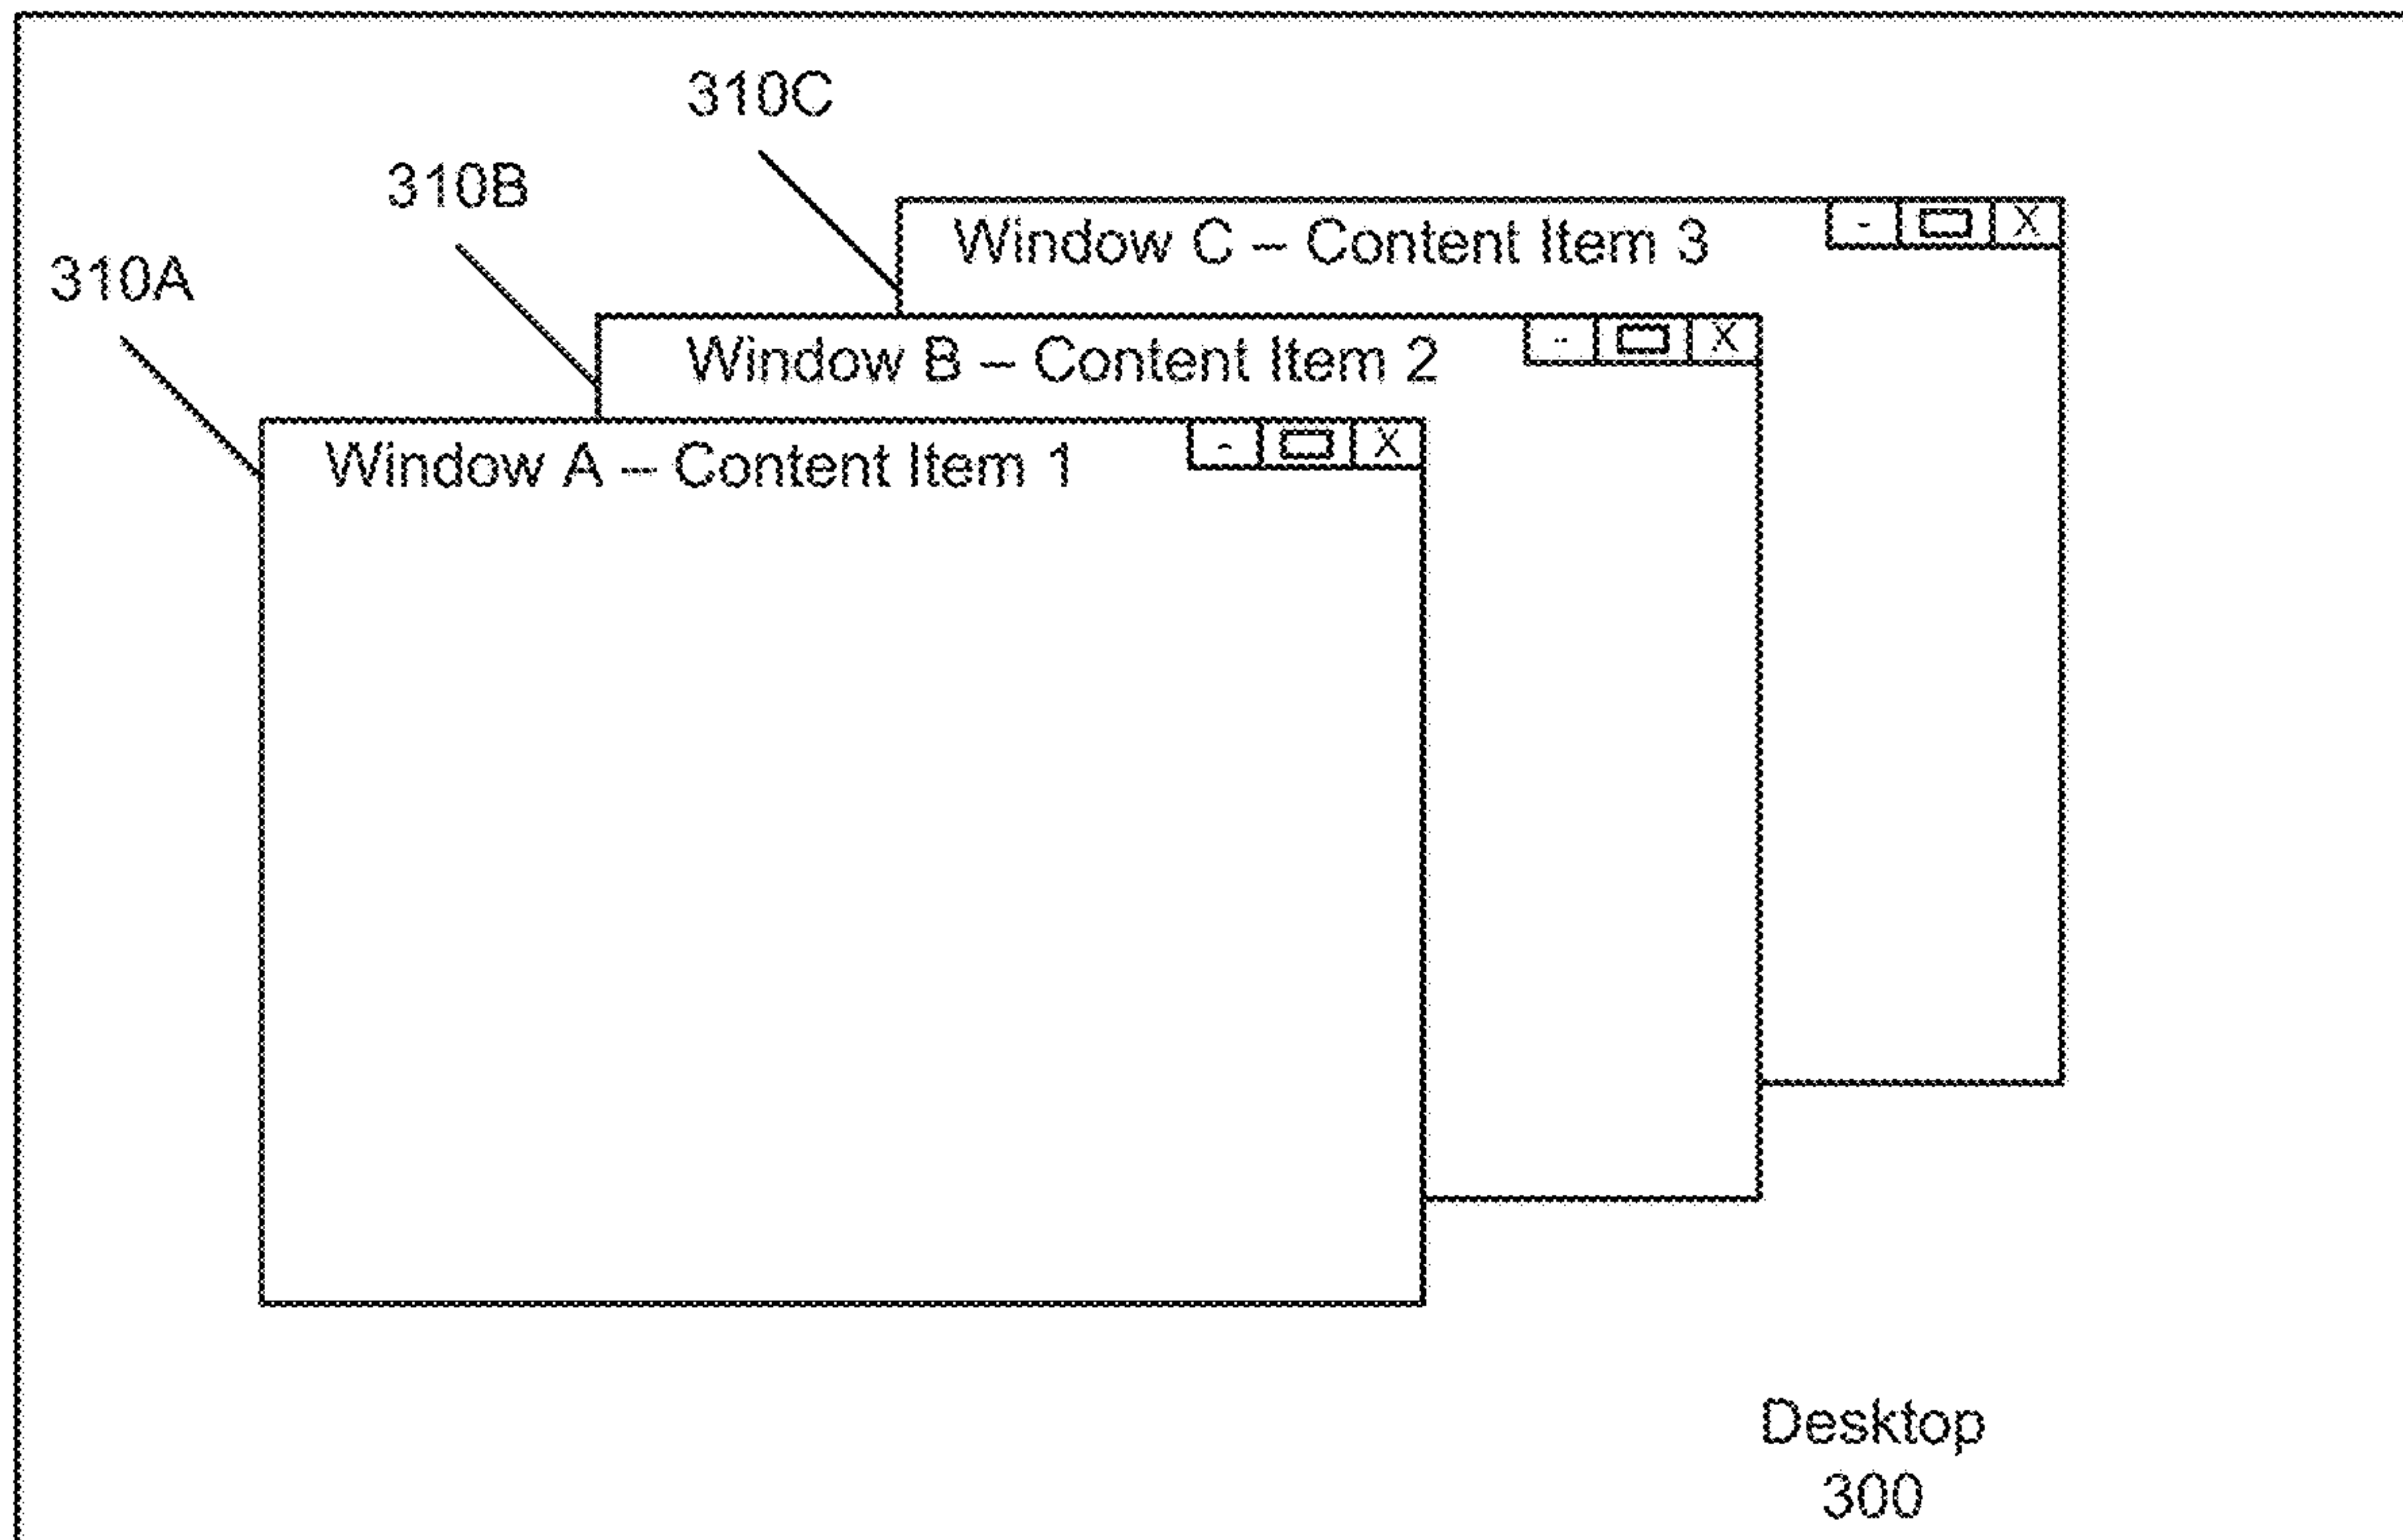 310C
310B
310A
Window C – Content Item 3
- X
Window B – Content Item 2
- X
Window A – Content Item 1
- X
Desktop
300